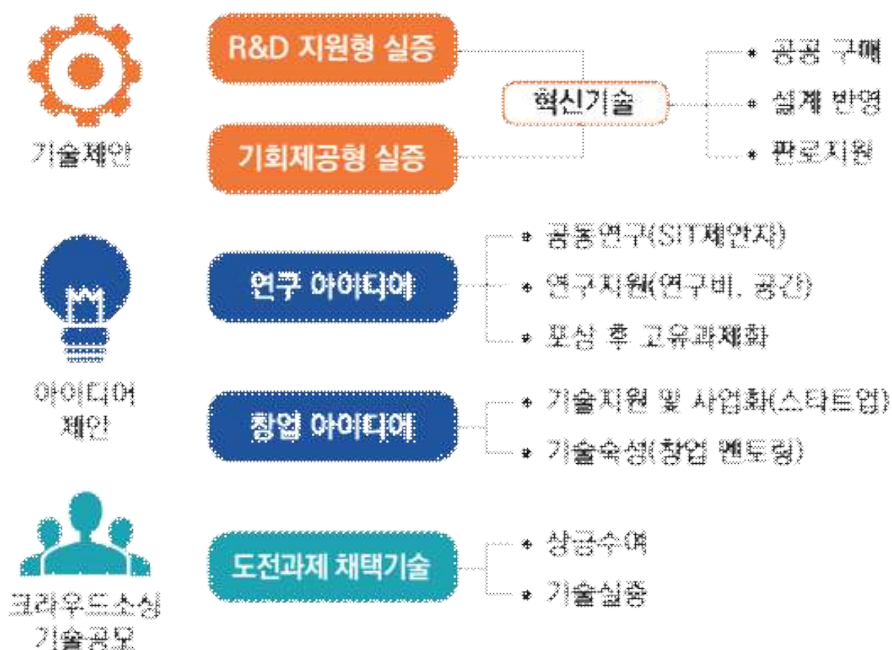 기술제안
R&D 지원형 실증
기회제공형 실증
혁신기술
• 공공 구매
• 설계 반영
• 판로지원
아이디어
제안
연구 아이디어
• 공동연구(SIT제안자)
• 연구지원(연구비, 공간)
• 포상 후 고유과제화
창업 아이디어
• 기술지원 및 사업화(스타트업)
• 기술숙성(창업 멘토링)
크라우드소싱
기술공모
도전과제 채택기술
• 상금수여
• 기술실증